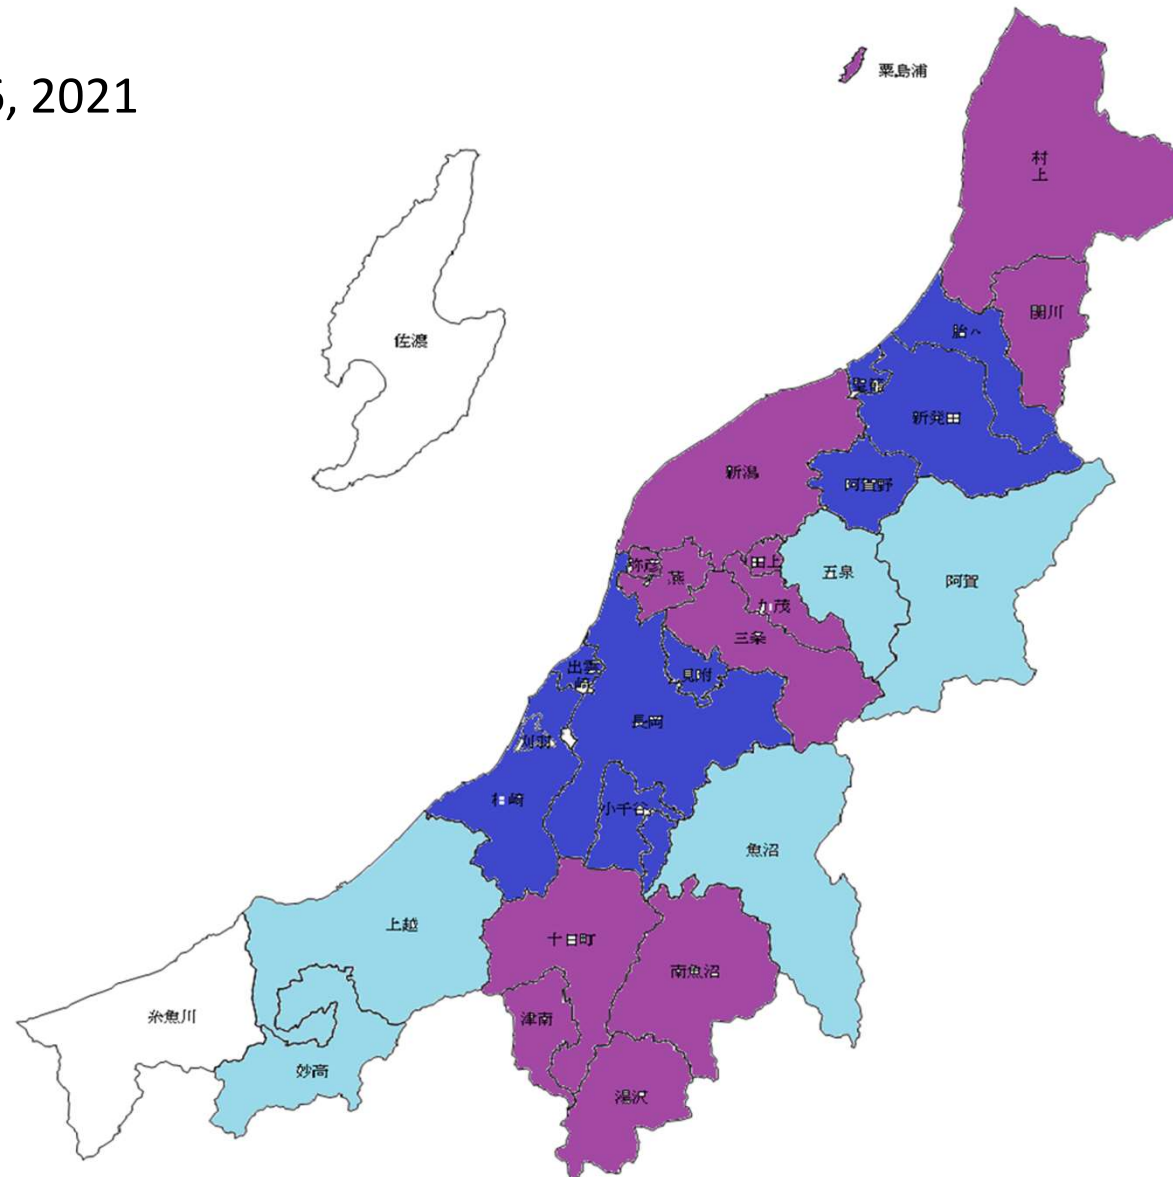 5, 2021
粟島浦
村
上
関川
佐渡
胎
聖籠
新発田
新潟
阿賀野
弥彦
燕
田上
五泉
阿賀
加茂
三条
出雲
崎
見附
長岡
刈羽
柏崎
小千谷
魚沼
上越
十日町
南魚沼
糸魚川
津南
妙高
湯沢